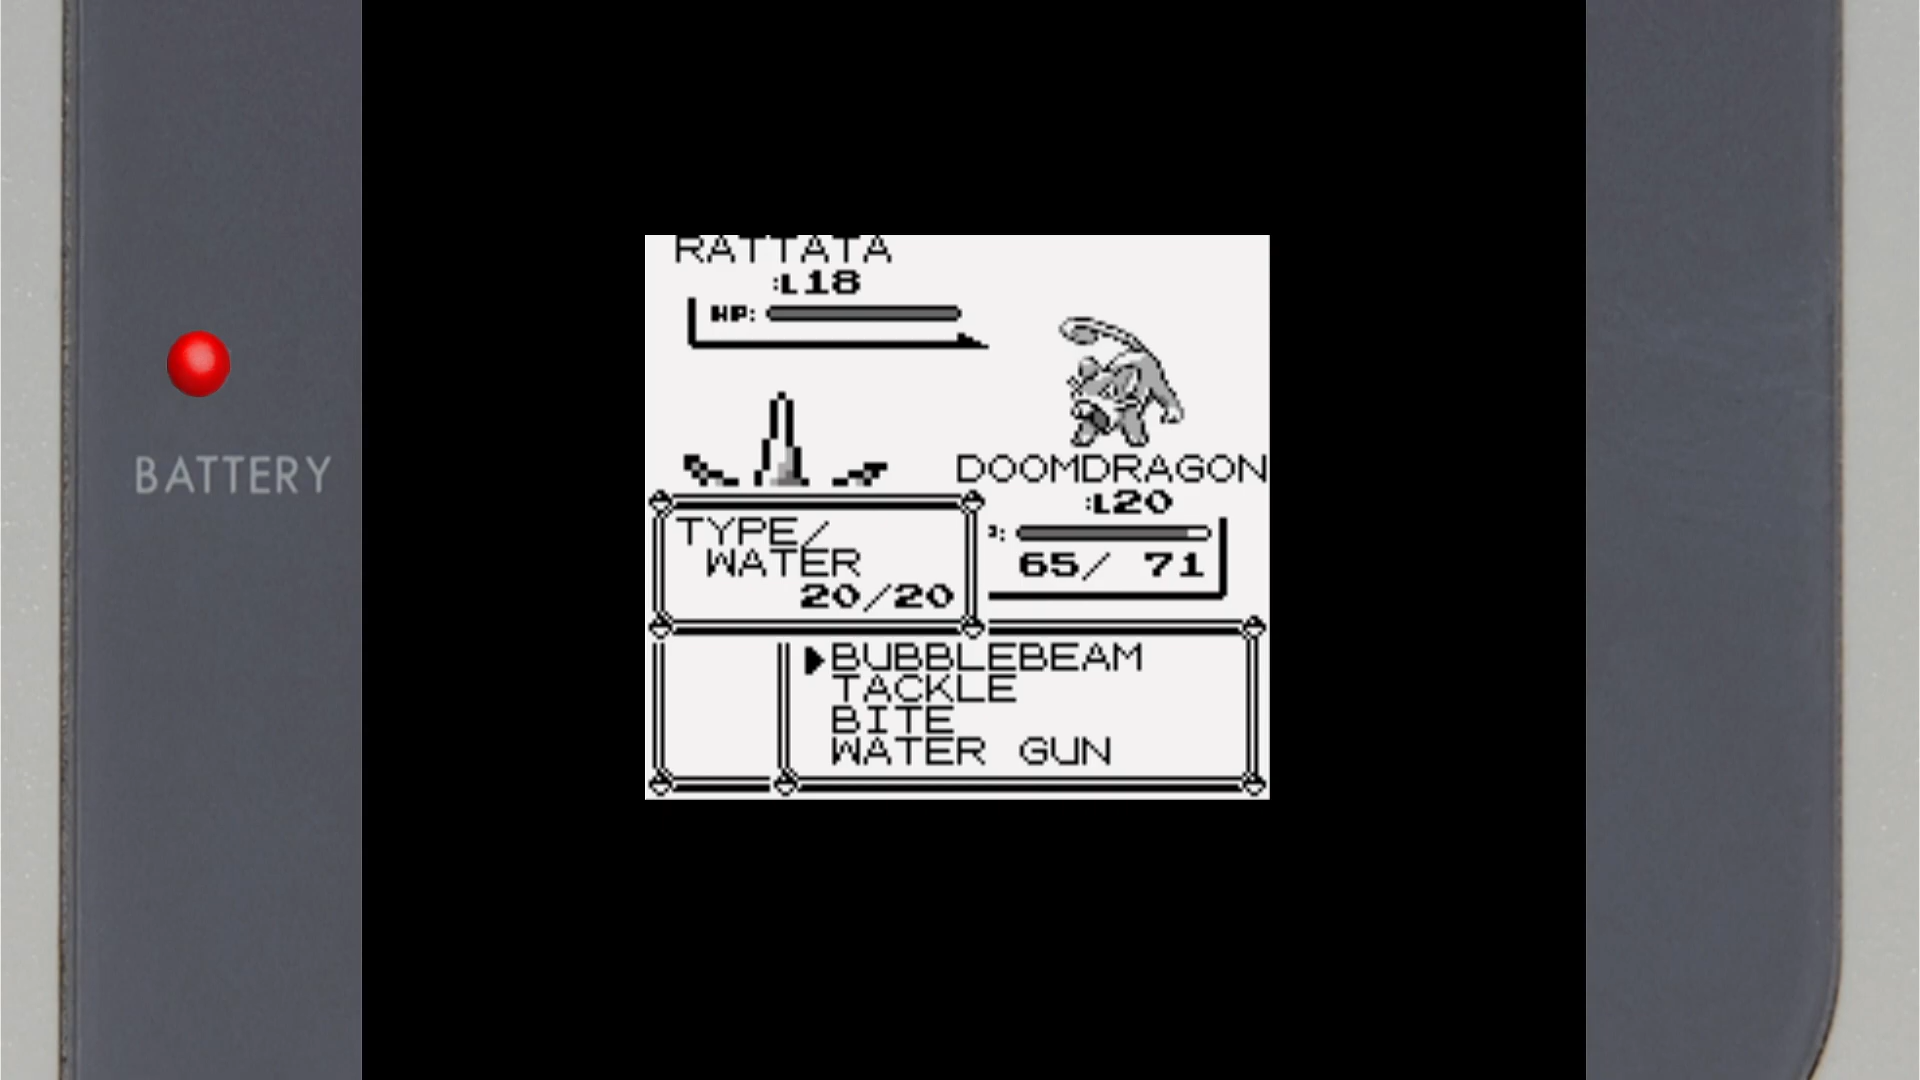 RATTATA
:L18
HP:
BATTERY
DOOMDRAGON
:L20
65/ 71
TYPE/
WATER
20/20
BUBBLEBEAM
TACKLE
BITE
WATER GUN